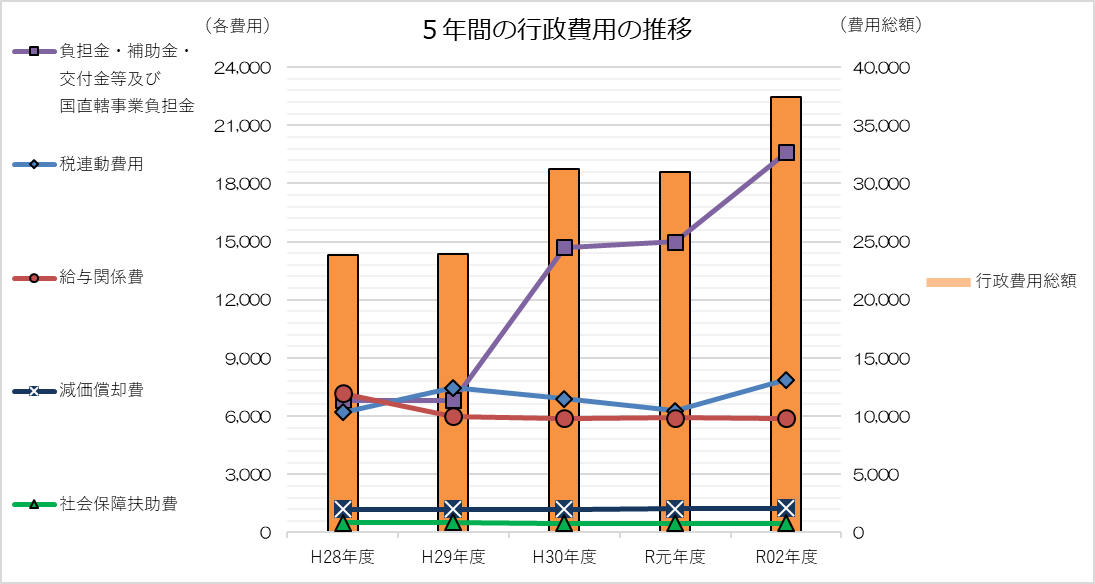 ５年間の行政費用の推移
（各費用）
（費用総額）
負担金・補助金・
交付金等及び
国直轄事業負担金
税連動費用
給与関係費
減価償却費
社会保障扶助費
24,000
21,000
18,000
15,000
12,000
9,000
6,000
3,000
0
40,000
35,000
30,000
25,000
20,000
15,000
10,000
5,000
0
行政費用総額
H28年度
H29年度
H30年度
R元年度
R02年度